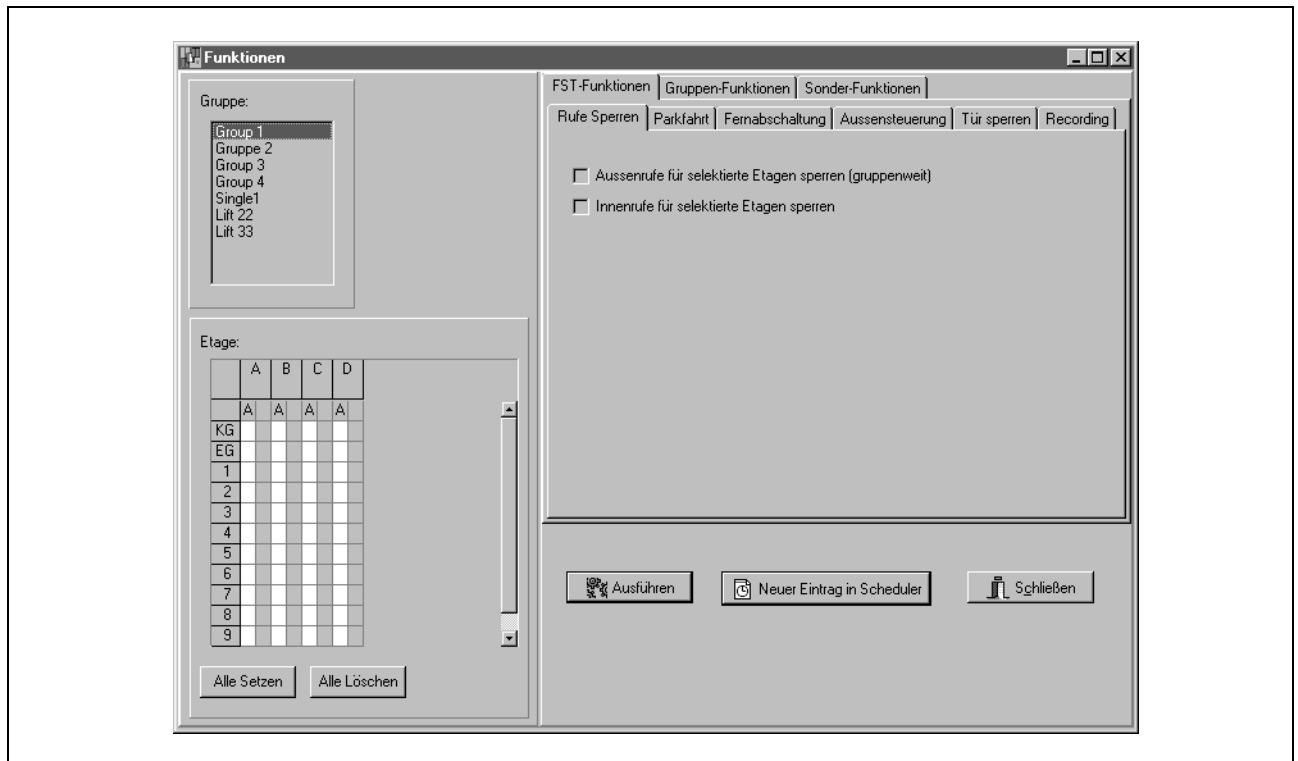 Funktionen
Gruppe:
Group 1
Gruppe 2
Group 3
Group 4
Single1
Lift 22
Lift 33
Etage:
A B C D
A A A A
KG
EG
1
2
3
4
5
6
7
8
9
Alle Setzen Alle Löschen
FST-Funktionen Gruppen-Funktionen Sonder-Funktionen
Rufe Sperren Parkfahrt Fernabschaltung Aussensteuerung Tür sperren Recording
Aussenrufe für selektierte Etagen sperren (gruppenweit)
Innenrufe für selektierte Etagen sperren
Ausführen Neuer Eintrag in Scheduler Schließen